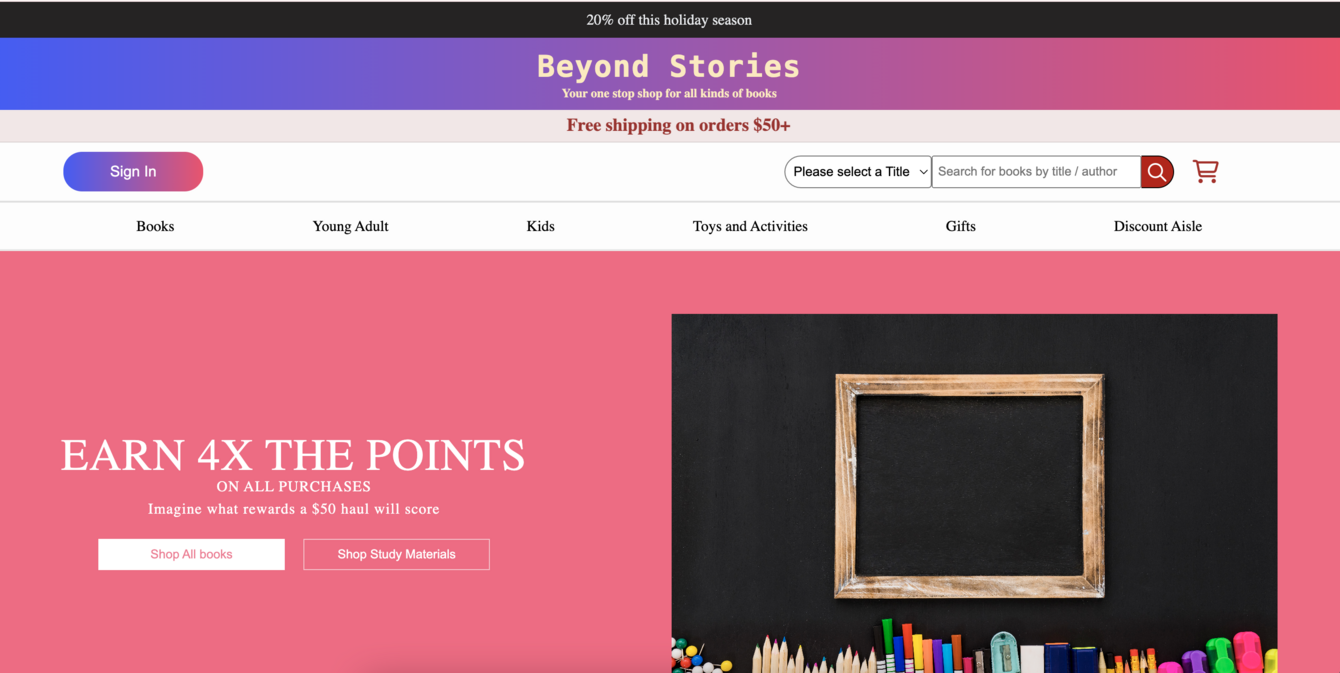 20% off this holiday season
Beyond Stories
Your one stop shop for all kinds of books
Free shipping on orders $50+
Sign In
Please select a Title
Search for books by title / author
Books
Young Adult
Kids
Toys and Activities
Gifts
Discount Aisle
EARN 4X THE POINTS
ON ALL PURCHASES
Imagine what rewards a $50 haul will score
Shop All books
Shop Study Materials